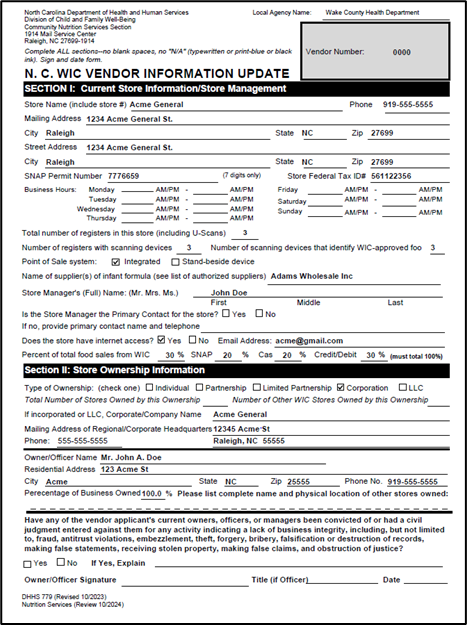 North Carolina Department of Health and Human Services
Division of Child and Family Well-Being
Community Nutrition Services Section
1914 Mail Service Center
Raleigh, NC 27699-1914
Local Agency Name: Wake County Health Department
Complete ALL sections--no blank spaces, no "N/A" (typewritten or print-blue or black
ink). Sign and date form.
Vendor Number: 0000
N. C. WIC VENDOR INFORMATION UPDATE
SECTION I: Current Store Information/Store Management
Store Name (include store #) Acme General Phone 919-555-5555
Mailing Address 1234 Acme General St.
City Raleigh State NC Zip 27699
Street Address 1234 Acme General St.
City Raleigh State NC Zip 27699
SNAP Permit Number 7776659 (7 digits only) Store Federal Tax ID# 561122356
Business Hours: Monday AM/PM - AM/PM Friday AM/PM - AM/PM
Tuesday AM/PM - AM/PM Saturday AM/PM - AM/PM
Wednesday AM/PM - AM/PM Sunday AM/PM - AM/PM
Thursday AM/PM - AM/PM
Total number of registers in this store (including U-Scans) 3
Number of registers with scanning devices 3 Number of scanning devices that identify WIC-approved foo 3
Point of Sale system: Integrated Stand-beside device
Name of supplier(s) of infant formula (see list of authorized suppliers) Adams Wholesale Inc
Store Manager's (Full) Name: (Mr. Mrs. Ms.) John Doe
First Middle Last
Is the Store Manager the Primary Contact for the store? Yes No
If no, provide primary contact name and telephone
Does the store have internet access? Yes No Email Address: acme@gmail.com
Percent of total food sales from WIC 30 % SNAP 20 % Cas 20 % Credit/Debit 30 % (must total 100%)
Section II: Store Ownership Information
Type of Ownership: (check one) Individual Partnership Limited Partnership Corporation LLC
Total Number of Stores Owned by this Ownership Number of Other WIC Stores Owned by this Ownership
If incorporated or LLC, Corporate/Company Name Acme General
Mailing Address of Regional/Corporate Headquarters 12345 Acme St
Phone: 555-555-5555 Raleigh, NC 55555
Owner/Officer Name Mr. John A. Doe
Residential Address 123 Acme St
City Acme State NC Zip 25555 Phone No. 919-555-5555
Perecentage of Business Owned 100.0 % Please list complete name and physical location of other stores owned:
Have any of the vendor applicant's current owners, officers, or managers been convicted of or had a civil
judgment entered against them for any activity indicating a lack of business integrity, including, but not limited
to, fraud, antitrust violations, embezzlement, theft, forgery, bribery, falsification or destruction of records,
making false statements, receiving stolen property, making false claims, and obstruction of justice?
Yes No If Yes, Explain
Owner/Officer Signature Title (if Officer) Date
DHHS 779 (Revised 10/2023)
Nutrition Services (Review 10/2024)